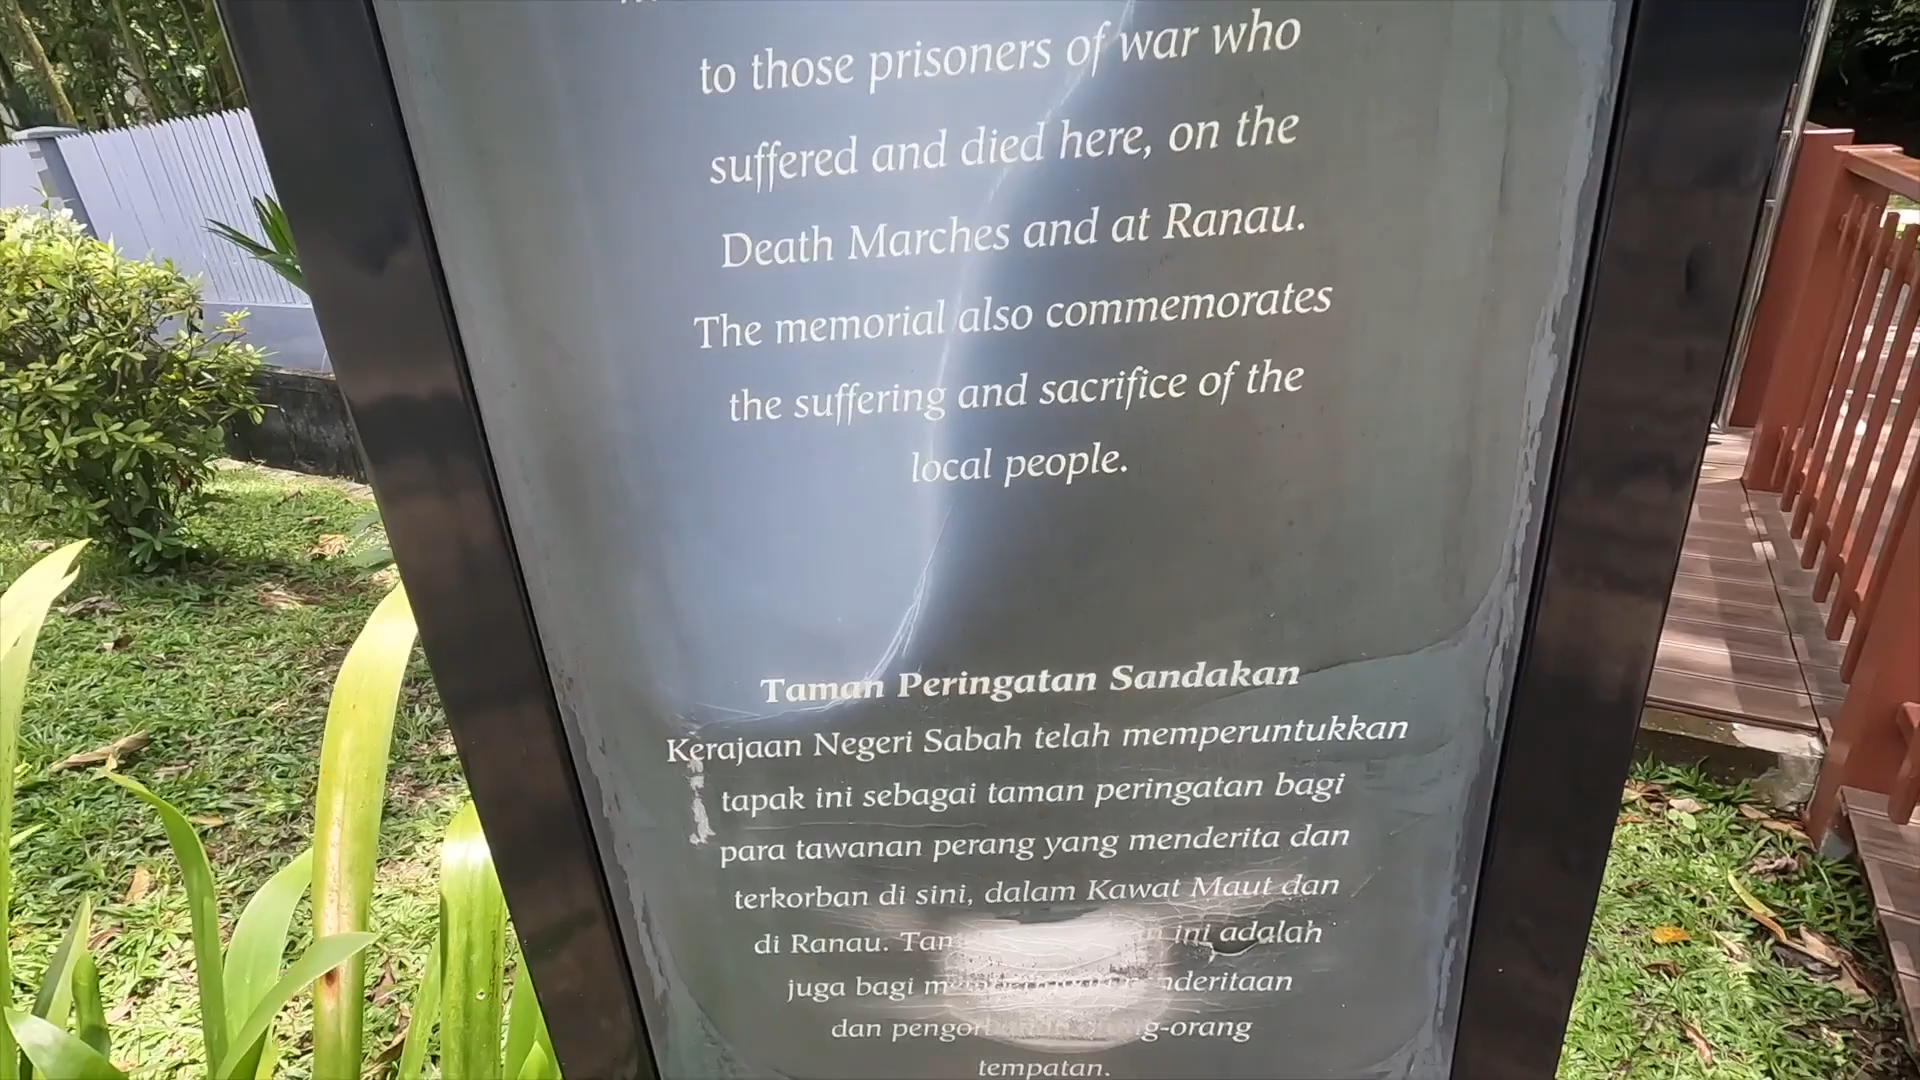 to those prisoners of war who
suffered and died here, on the
Death Marches and at Ranau.
The memorial also commemorates
the suffering and sacrifice of the
local people.
Taman Peringatan Sandakan
Kerajaan Negeri Sabah telah memperuntukkan
tapak ini sebagai taman peringatan bagi
para tawanan perang yang menderita dan
terkorban di sini, dalam Kawat Maut dan
di Ranau. ini adalah
juga bagi
dan
tempatan.